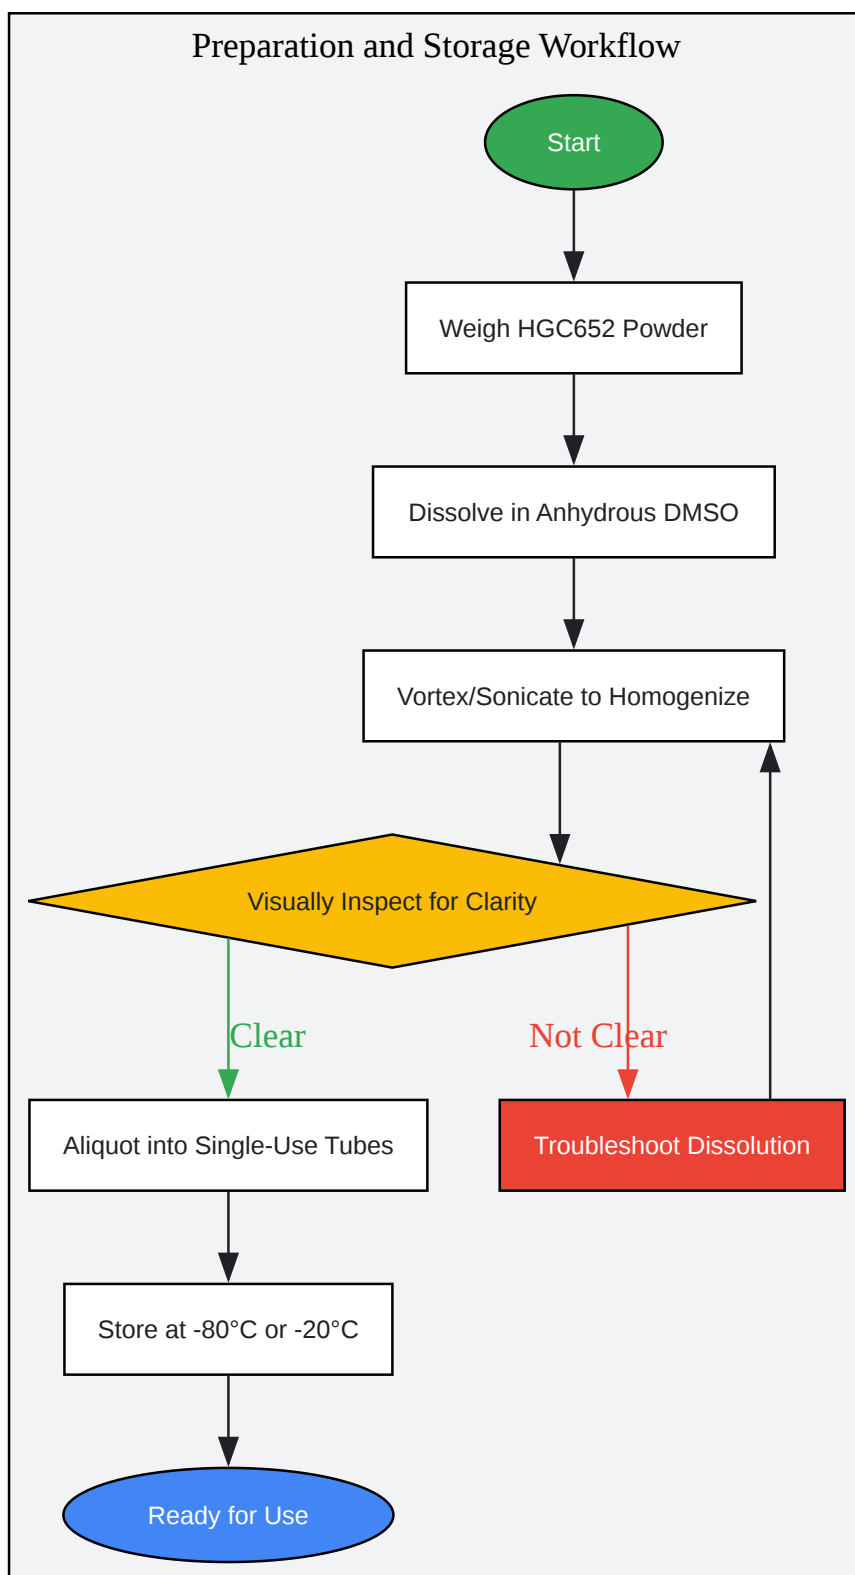 Preparation and Storage Workflow
Start
Weigh HGC652 Powder
Dissolve in Anhydrous DMSO
Vortex/Sonicate to Homogenize
Visually Inspect for Clarity
Clear
Not Clear
Aliquot into Single-Use Tubes
Troubleshoot Dissolution
Store at -80°C or -20°C
Ready for Use